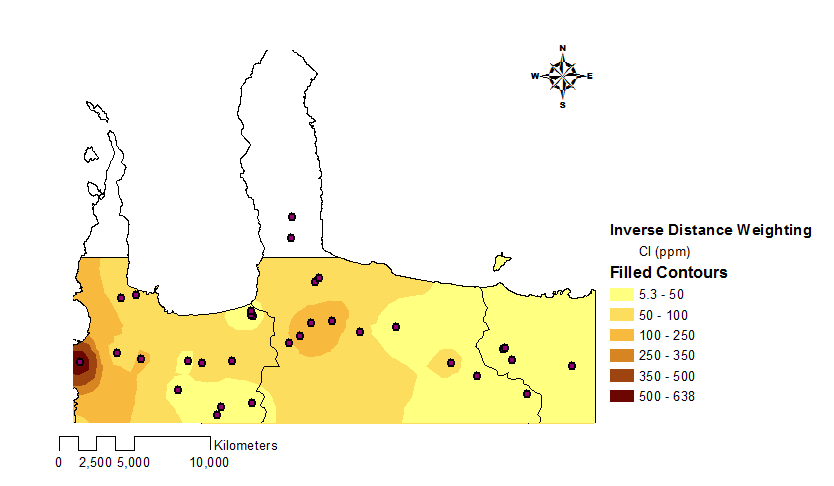 N
W E
S
Inverse Distance Weighting
Cl (ppm)
Filled Contours
5.3 - 50
50 - 100
100 - 250
250 - 350
350 - 500
500 - 638
Kilometers
0 2,500 5,000 10,000